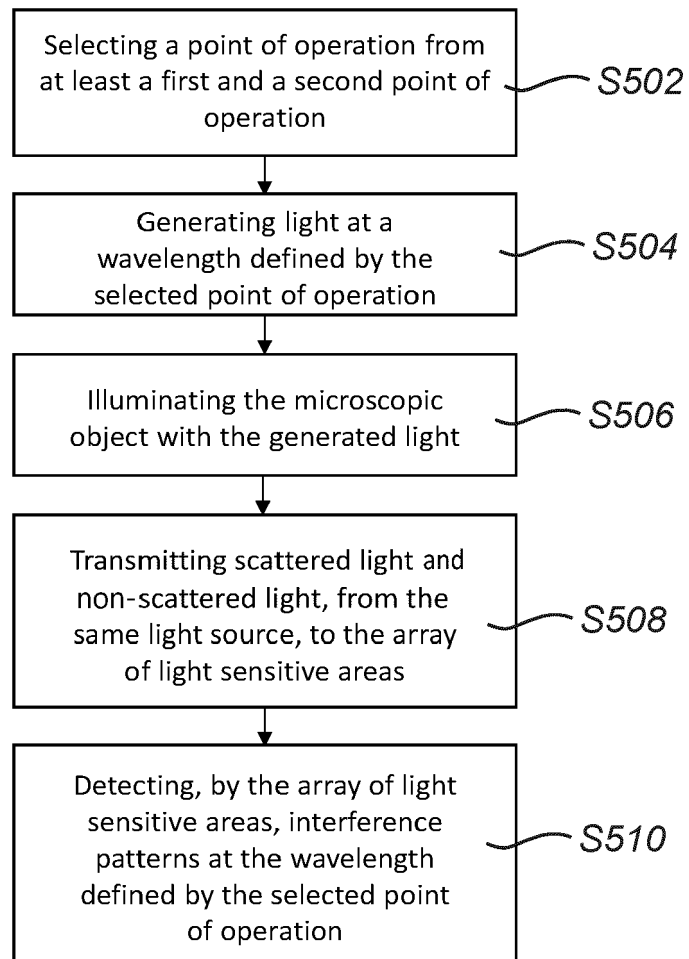 Selecting a point of operation from
at least a first and a second point of
operation
S502
Generating light at a
wavelength defined by the
selected point of operation
S504
Illuminating the microscopic
object with the generated light
S506
Transmitting scattered light and
non-scattered light, from the
same light source, to the array
of light sensitive areas
S508
Detecting, by the array of light
sensitive areas, interference
patterns at the wavelength
defined by the selected point
of operation
S510